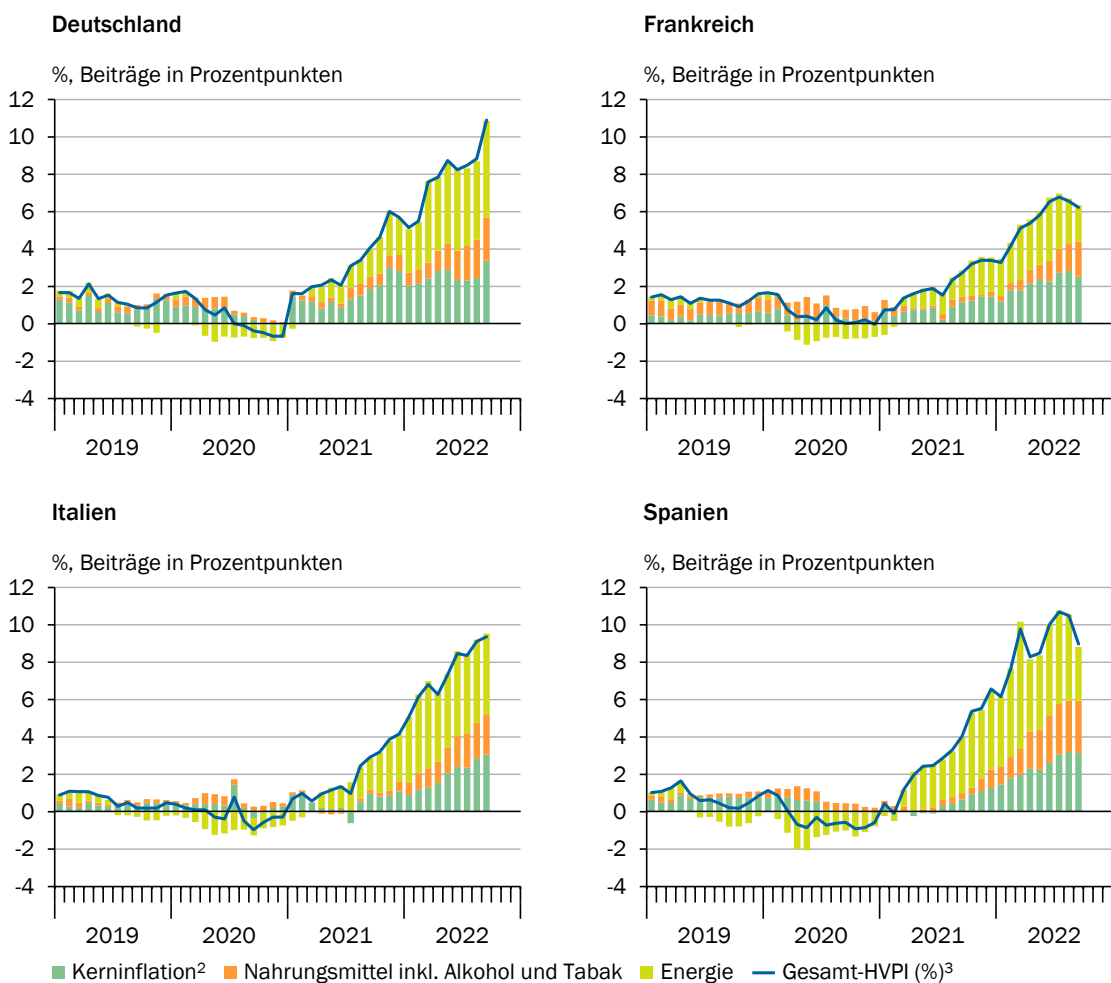 Deutschland
%, Beiträge in Prozentpunkten
12
10
8
6
4
2
0
-2
-4
2019 2020 2021 2022
Frankreich
%, Beiträge in Prozentpunkten
12
10
8
6
4
2
0
-2
-4
2019 2020 2021 2022
Italien
%, Beiträge in Prozentpunkten
12
10
8
6
4
2
0
-2
-4
2019 2020 2021 2022
Spanien
%, Beiträge in Prozentpunkten
12
10
8
6
4
2
0
-2
-4
2019 2020 2021 2022
Kerninflation² Nahrungsmittel inkl. Alkohol und Tabak Energie Gesamt-HVPI (%)³